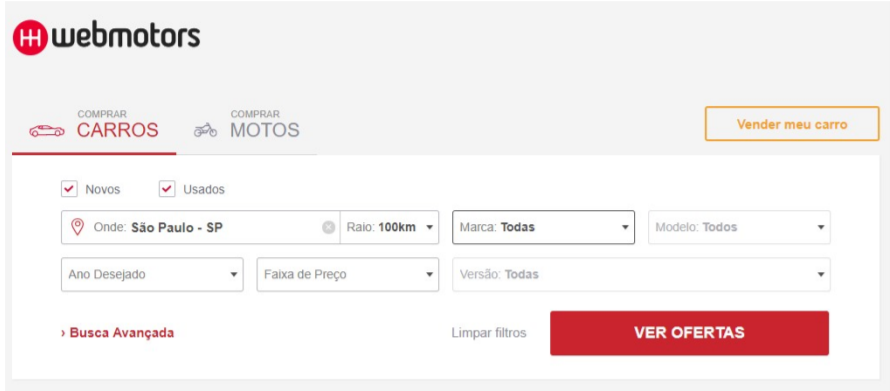 webmotors
COMPRAR
CARROS
COMPRAR
MOTOS
Vender meu carro
Novos
Usados
Onde: São Paulo - SP
Raio: 100km
Marca: Todas
Modelo: Todos
Ano Desejado
Faixa de Preço
Versão: Todas
› Busca Avançada
Limpar filtros
VER OFERTAS